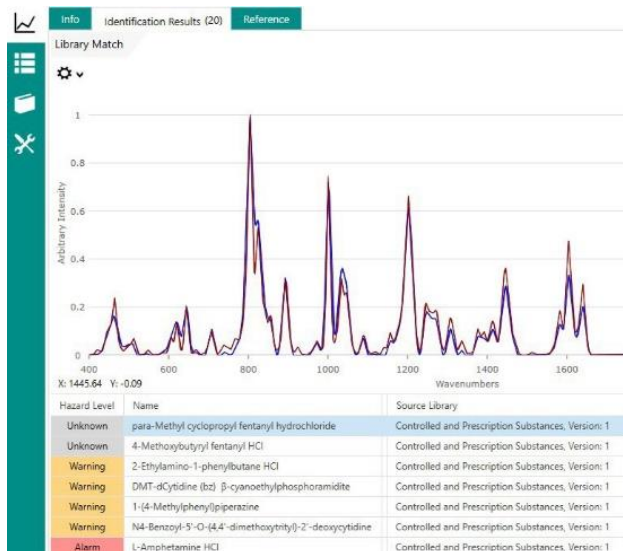 Info Identification Results (20) Reference
Library Match
1
0.8
0.6
0.4
0.2
0
Arbitrary Intensity
400 600 800 1000 1200 1400 1600
X: 1445.64 Y: -0.09 Wavenumbers
Hazard Level Name Source Library
Unknown para-Methyl cyclopropyl fentanyl hydrochloride Controlled and Prescription Substances, Version: 1
Unknown 4-Methoxybutyryl fentanyl HCl Controlled and Prescription Substances, Version: 1
Warning 2-Ethylamino-1-phenylbutane HCl Controlled and Prescription Substances, Version: 1
Warning DMT-dCytidine (bz) β-cyanoethylphosphoramidite Controlled and Prescription Substances, Version: 1
Warning 1-(4-Methylphenyl)piperazine Controlled and Prescription Substances, Version: 1
Warning N4-Benzoyl-5'-O-(4,4'-dimethoxytrityl)-2'-deoxycytidine Controlled and Prescription Substances, Version: 1
Alarm L-Amphetamine HCl Controlled and Prescription Substances, Version: 1